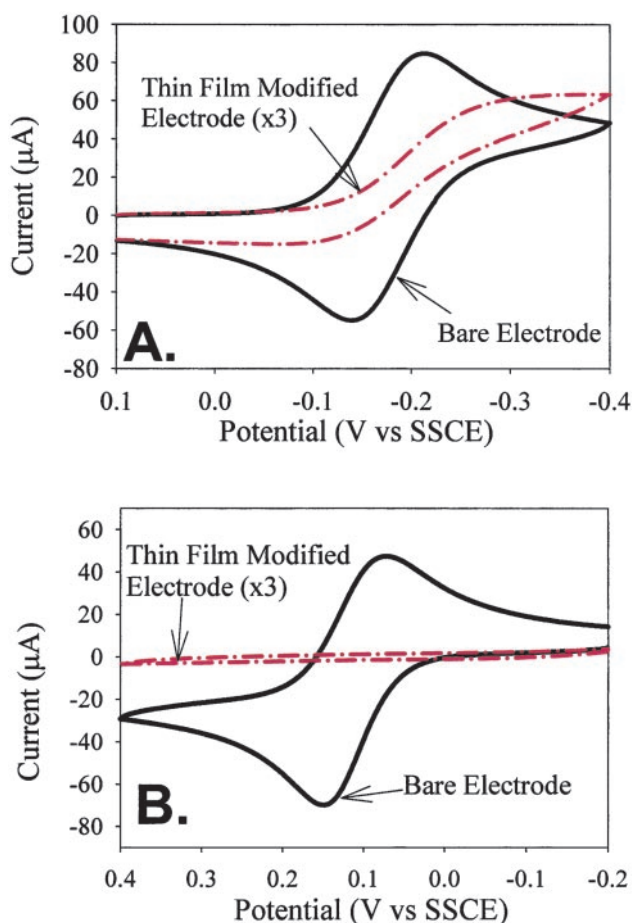 100
80
Thin Film Modified
60
Electrode (x3)
40
20
0
-20
-40
-60
-80
Current (μA)
Bare Electrode
A.
0.1 0.0 -0.1 -0.2 -0.3 -0.4
Potential (V vs SSCE)
60
Thin Film Modified
40
Electrode (x3)
20
0
-20
-40
-60
-80
Current (μA)
Bare Electrode
B.
0.4 0.3 0.2 0.1 0.0 -0.1 -0.2
Potential (V vs SSCE)